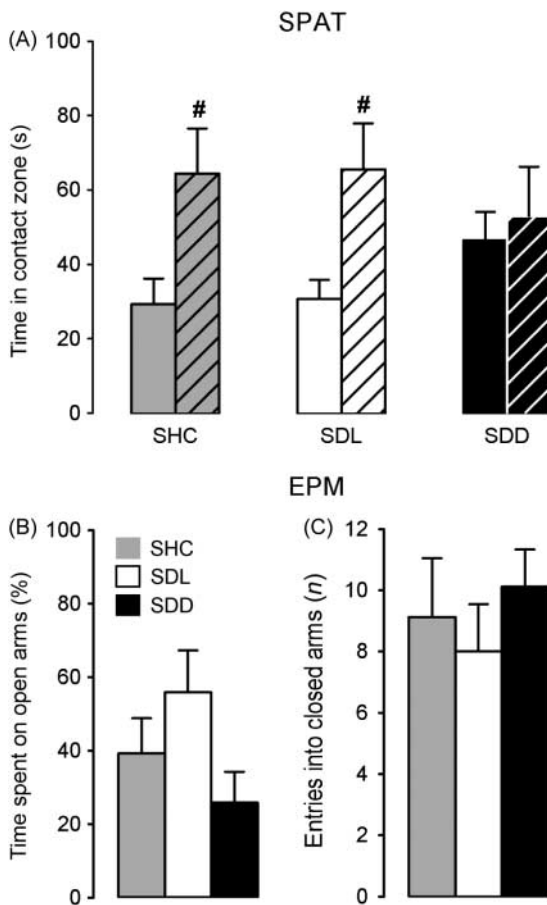 SPAT
(A)
100
80
60
40
20
0
Time in contact zone (s)
#
#
SHC
SDL
SDD
EPM
(B)
100
80
60
40
20
0
Time spent on open arms (%)
SHC
SDL
SDD
(C)
12
10
8
6
4
2
0
Entries into closed arms (n)